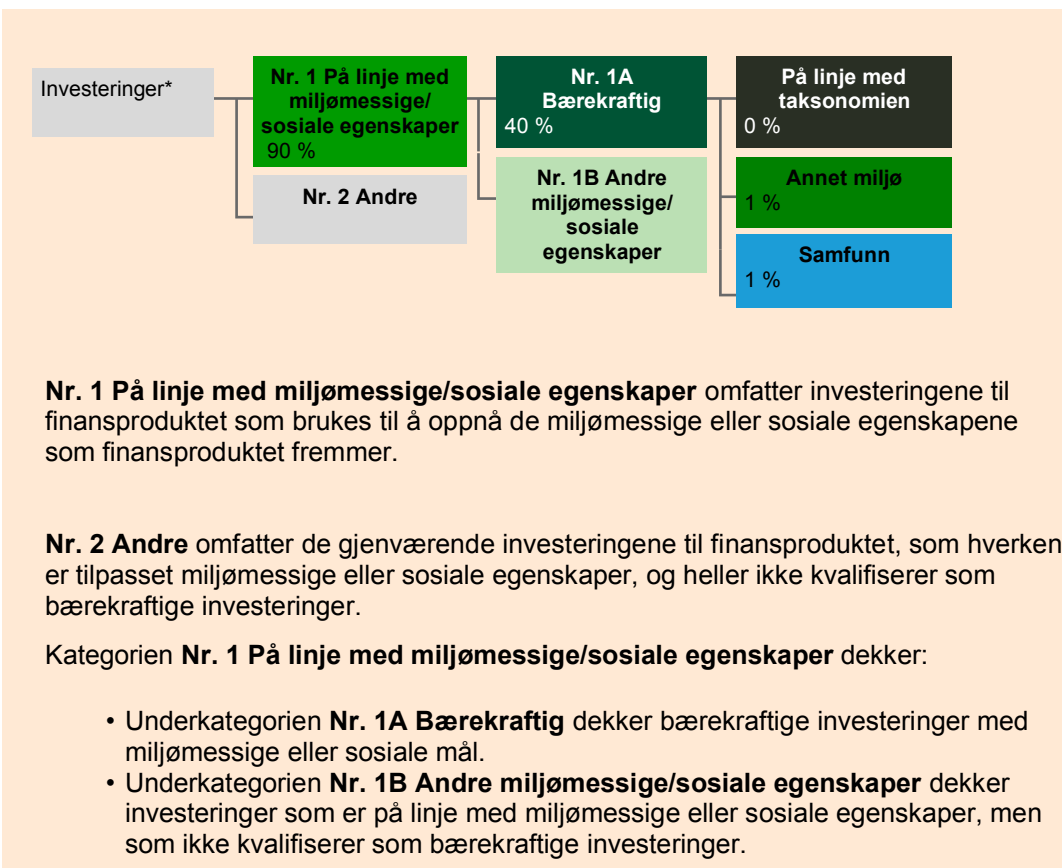 Investeringer*
Nr. 1 På linje med
miljømessige/
sosiale egenskaper
90 %
Nr. 2 Andre
Nr. 1A
Bærekraftig
40 %
Nr. 1B Andre
miljømessige/
sosiale
egenskaper
På linje med
taksonomien
0 %
Annet miljø
1 %
Samfunn
1 %
Nr. 1 På linje med miljømessige/sosiale egenskaper omfatter investeringene til
finansproduktet som brukes til å oppnå de miljømessige eller sosiale egenskapene
som finansproduktet fremmer.
Nr. 2 Andre omfatter de gjenværende investeringene til finansproduktet, som hverken
er tilpasset miljømessige eller sosiale egenskaper, og heller ikke kvalifiserer som
bærekraftige investeringer.
Kategorien Nr. 1 På linje med miljømessige/sosiale egenskaper dekker:
• Underkategorien Nr. 1A Bærekraftig dekker bærekraftige investeringer med
miljømessige eller sosiale mål.
• Underkategorien Nr. 1B Andre miljømessige/sosiale egenskaper dekker
investeringer som er på linje med miljømessige eller sosiale egenskaper, men
som ikke kvalifiserer som bærekraftige investeringer.